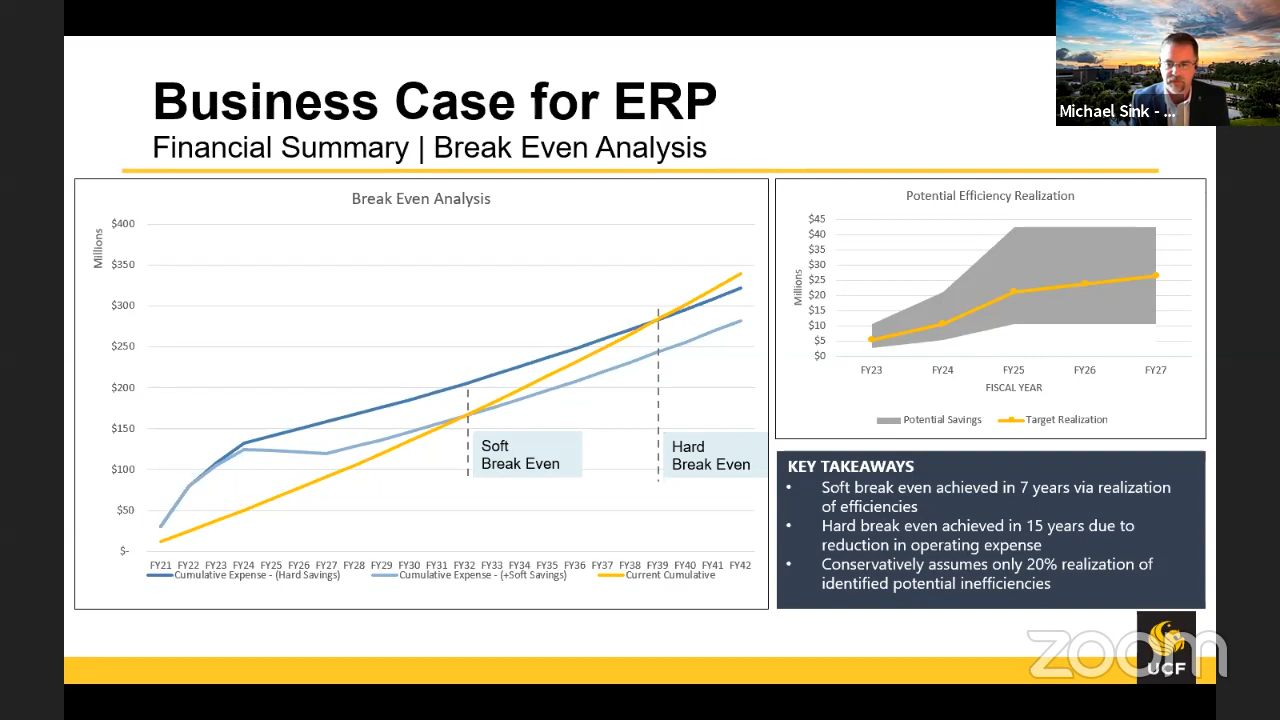 Business Case for ERP
Financial Summary | Break Even Analysis
Michael Sink - ...
Break Even Analysis
Millions
$400
$350
$300
$250
$200
$150
$100
$50
$-
Soft
Break Even
Hard
Break Even
FY21 FY22 FY23 FY24 FY25 FY26 FY27 FY28 FY29 FY30 FY31 FY32 FY33 FY34 FY35 FY36 FY37 FY38 FY39 FY40 FY41 FY42
Cumulative Expense - (Hard Savings) Cumulative Expense - (+Soft Savings) Current Cumulative
Potential Efficiency Realization
Millions
$45
$40
$35
$30
$25
$20
$15
$10
$5
$0
FY23 FY24 FY25 FY26 FY27
FISCAL YEAR
Potential Savings Target Realization
KEY TAKEAWAYS
• Soft break even achieved in 7 years via realization
of efficiencies
• Hard break even achieved in 15 years due to
reduction in operating expense
• Conservatively assumes only 20% realization of
identified potential inefficiencies
zoom
UCF